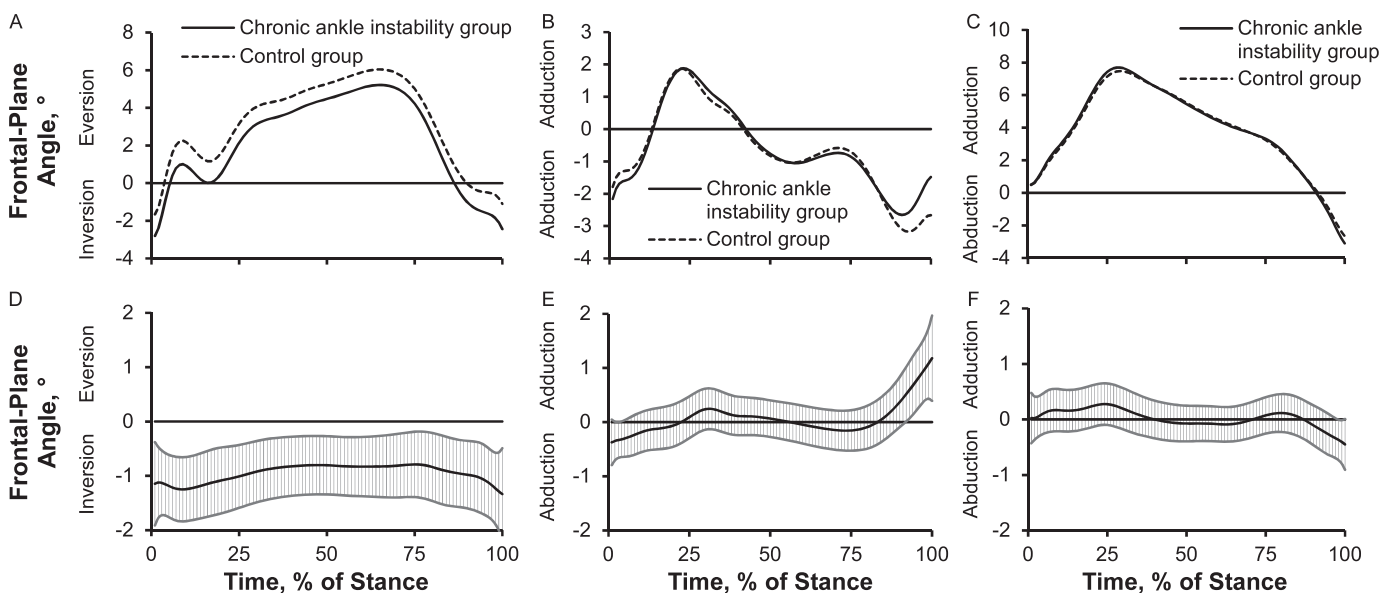 A
Chronic ankle instability group
Control group
Frontal-Plane
Angle, °
Eversion
Inversion
8
6
4
2
0
-2
-4
B
Adduction
Abduction
3
2
1
0
-1
-2
-3
-4
Chronic ankle
instability group
Control group
C
Adduction
Abduction
10
8
6
4
2
0
-2
-4
Chronic ankle
instability group
Control group
D
Frontal-Plane
Angle, °
Eversion
Inversion
2
1
0
-1
-2
0
25
50
75
100
Time, % of Stance
E
Adduction
Abduction
2
1
0
-1
-2
0
25
50
75
100
Time, % of Stance
F
Adduction
Abduction
2
1
0
-1
-2
0
25
50
75
100
Time, % of Stance